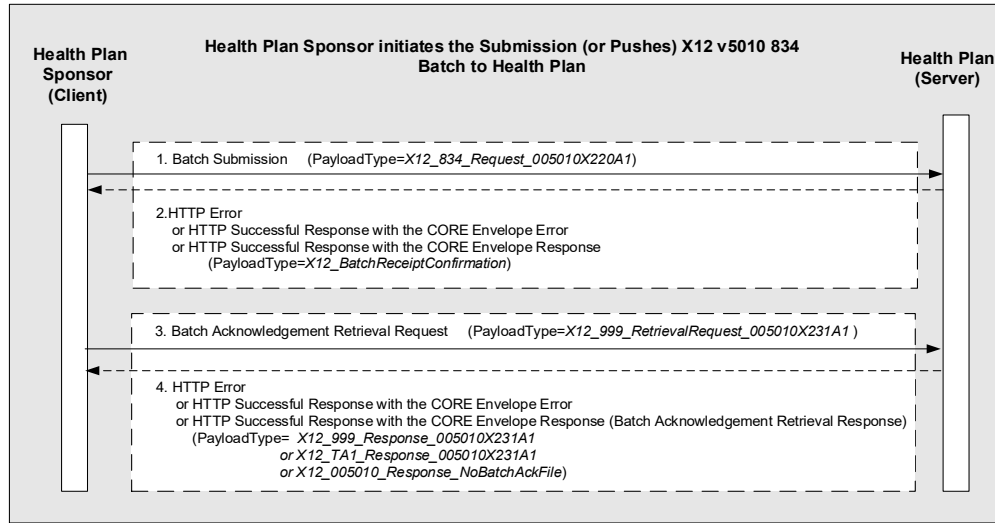 Health Plan Sponsor initiates the Submission (or Pushes) X12 v5010 834
Batch to Health Plan
Health Plan
Sponsor
(Client)
Health Plan
(Server)
1. Batch Submission (PayloadType=X12_834_Request_005010X220A1)
2.HTTP Error
or HTTP Successful Response with the CORE Envelope Error
or HTTP Successful Response with the CORE Envelope Response
(PayloadType=X12_BatchReceiptConfirmation)
3. Batch Acknowledgement Retrieval Request (PayloadType=X12_999_RetrievalRequest_005010X231A1 )
4. HTTP Error
or HTTP Successful Response with the CORE Envelope Error
or HTTP Successful Response with the CORE Envelope Response (Batch Acknowledgement Retrieval Response)
(PayloadType= X12_999_Response_005010X231A1
or X12_TA1_Response_005010X231A1
or X12_005010_Response_NoBatchAckFile)